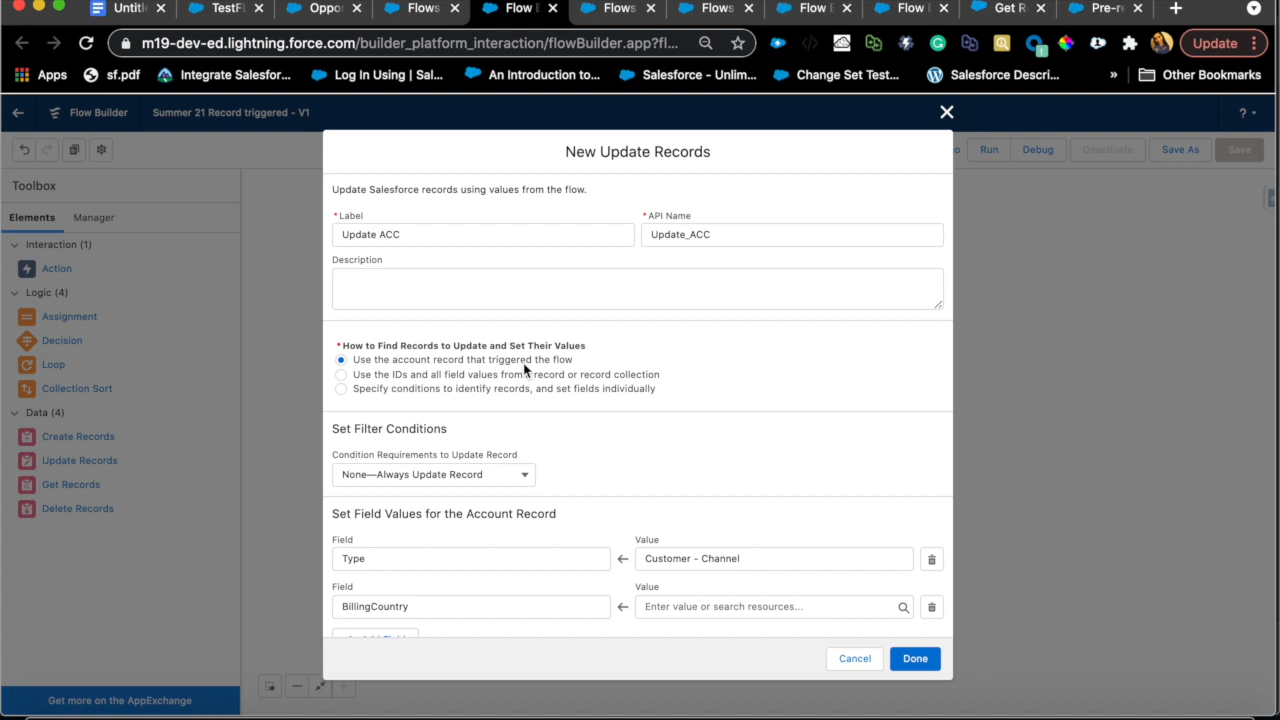 Untitl
TestFl
Oppo
Flows
Flow E
Flows
Flows
Flow E
Flow E
Get R
Pre-re
m19-dev-ed.lightning.force.com/builder_platform_interaction/flowBuilder.app?fl...
Update
Apps
sf.pdf
Integrate Salesfor...
Log In Using | Sal...
An Introduction to...
Salesforce - Unlim...
Change Set Test...
Salesforce Descri...
»
Other Bookmarks
Flow Builder
Summer 21 Record triggered - V1
?
Run
Debug
Deactivate
Save As
Save
New Update Records
Toolbox
Elements
Manager
Interaction (1)
Action
Logic (4)
Assignment
Decision
Loop
Collection Sort
Data (4)
Create Records
Update Records
Get Records
Delete Records
Get more on the AppExchange
Update Salesforce records using values from the flow.
* Label
* API Name
Update ACC
Update_ACC
Description
* How to Find Records to Update and Set Their Values
Use the account record that triggered the flow
Use the IDs and all field values from a record or record collection
Specify conditions to identify records, and set fields individually
Set Filter Conditions
Condition Requirements to Update Record
None—Always Update Record
Set Field Values for the Account Record
Field
Value
Type
Customer - Channel
Field
Value
BillingCountry
Enter value or search resources...
Cancel
Done